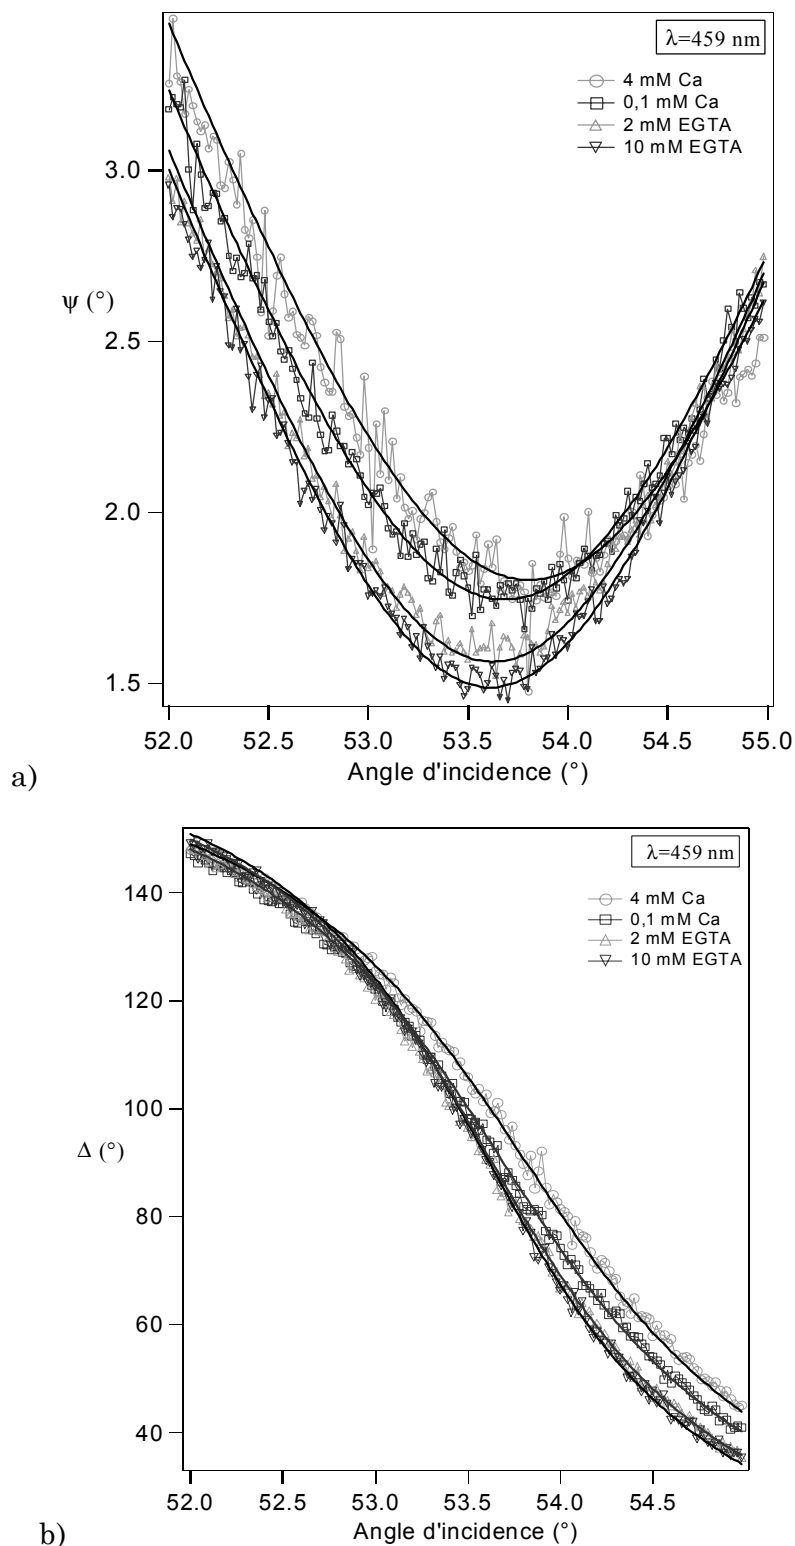 λ=459 nm
4 mM Ca
0,1 mM Ca
2 mM EGTA
10 mM EGTA
3.0
2.5
2.0
1.5
ψ (°)
52.0 52.5 53.0 53.5 54.0 54.5 55.0
Angle d'incidence (°)
a)
λ=459 nm
4 mM Ca
0,1 mM Ca
2 mM EGTA
10 mM EGTA
140
120
100
80
60
40
Δ (°)
52.0 52.5 53.0 53.5 54.0 54.5
Angle d'incidence (°)
b)